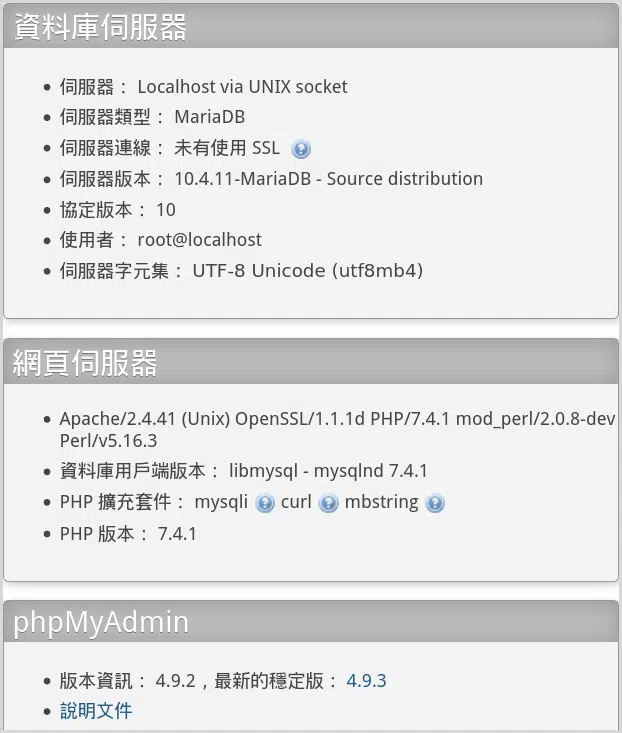 資料庫伺服器
伺服器： Localhost via UNIX socket
伺服器類型： MariaDB
伺服器連線： 未有使用 SSL
伺服器版本： 10.4.11-MariaDB - Source distribution
協定版本： 10
使用者： root@localhost
伺服器字元集： UTF-8 Unicode (utf8mb4)
網頁伺服器
Apache/2.4.41 (Unix) OpenSSL/1.1.1d PHP/7.4.1 mod_perl/2.0.8-dev
Perl/v5.16.3
資料庫用戶端版本： libmysql - mysqlnd 7.4.1
PHP 擴充套件： mysqli curl mbstring
PHP 版本： 7.4.1
phpMyAdmin
版本資訊： 4.9.2，最新的穩定版： 4.9.3
說明文件